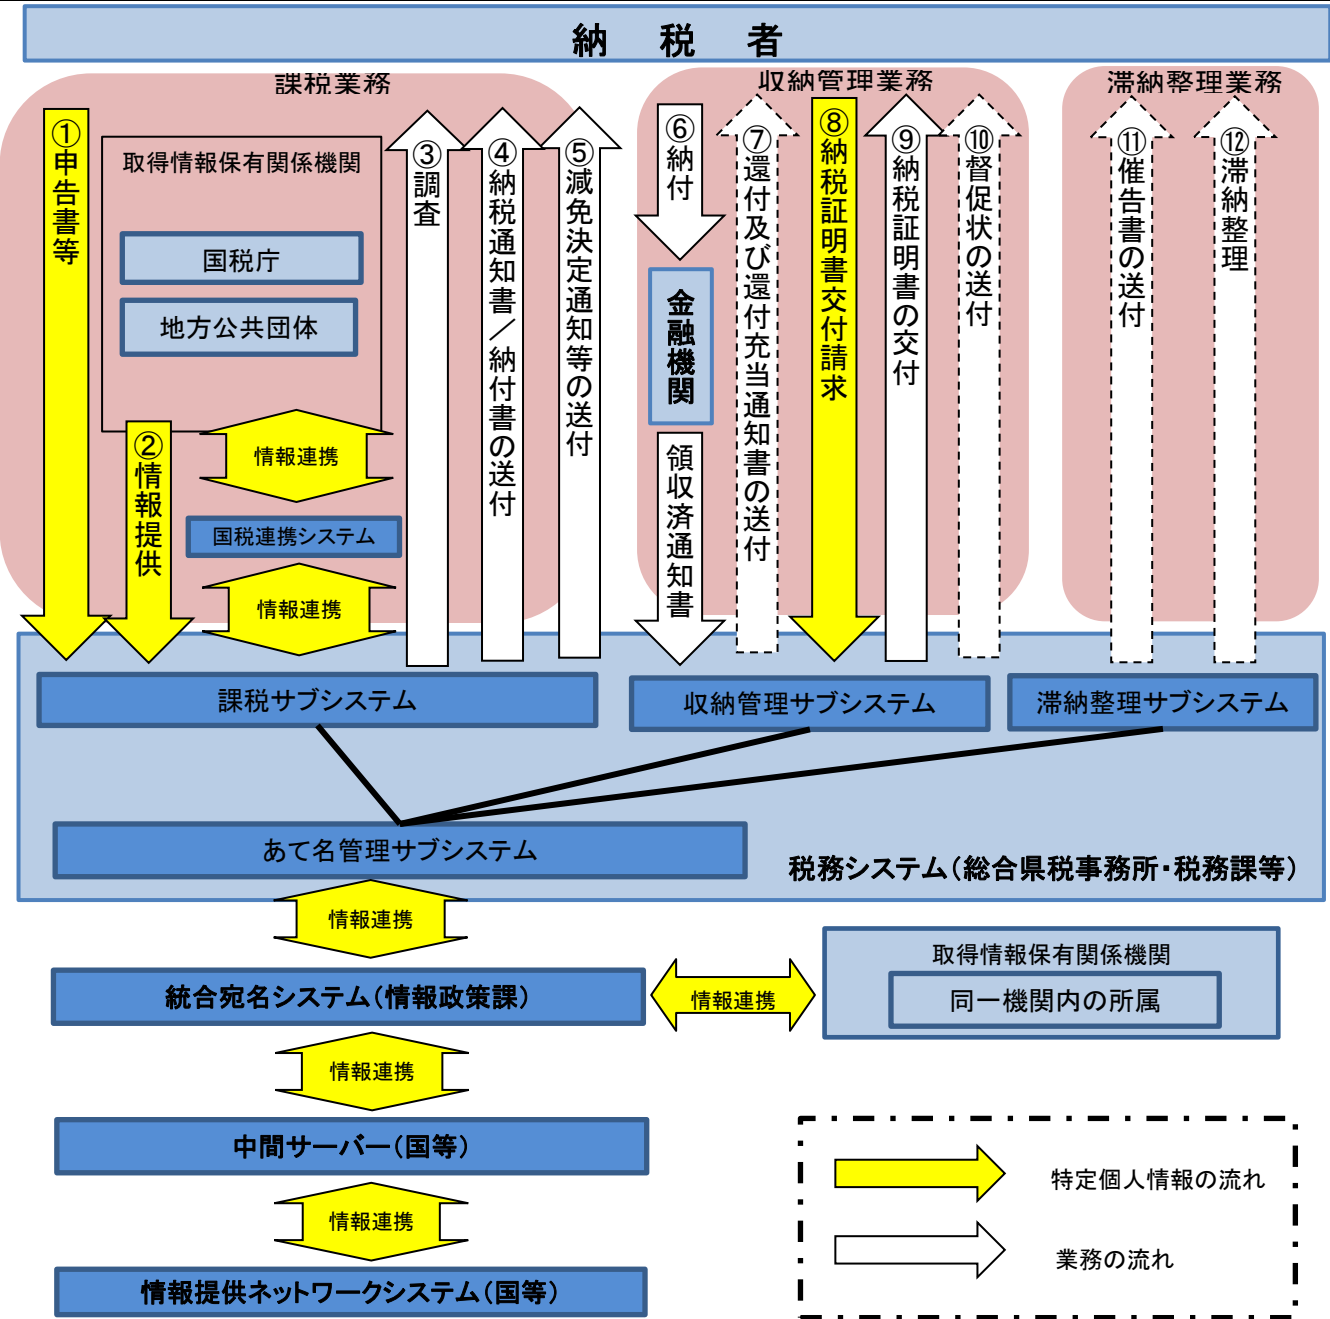 納　税　者
課税業務
収納管理業務
滞納整理業務
①申告書等
取得情報保有関係機関
国税庁
地方公共団体
②情報提供
情報連携
国税連携システム
情報連携
③調査
④納税通知書／納付書の送付
⑤減免決定通知等の送付
⑥納付
金融機関
領収済通知書
⑦還付及び還付充当通知書の送付
⑧納税証明書交付請求
⑨納税証明書の交付
⑩督促状の送付
⑪催告書の送付
⑫滞納整理
課税サブシステム
収納管理サブシステム
滞納整理サブシステム
あて名管理サブシステム
税務システム（総合県税事務所・税務課等）
情報連携
統合宛名システム（情報政策課）
情報連携
取得情報保有関係機関
同一機関内の所属
情報連携
中間サーバー（国等）
情報連携
情報提供ネットワークシステム（国等）
特定個人情報の流れ
業務の流れ